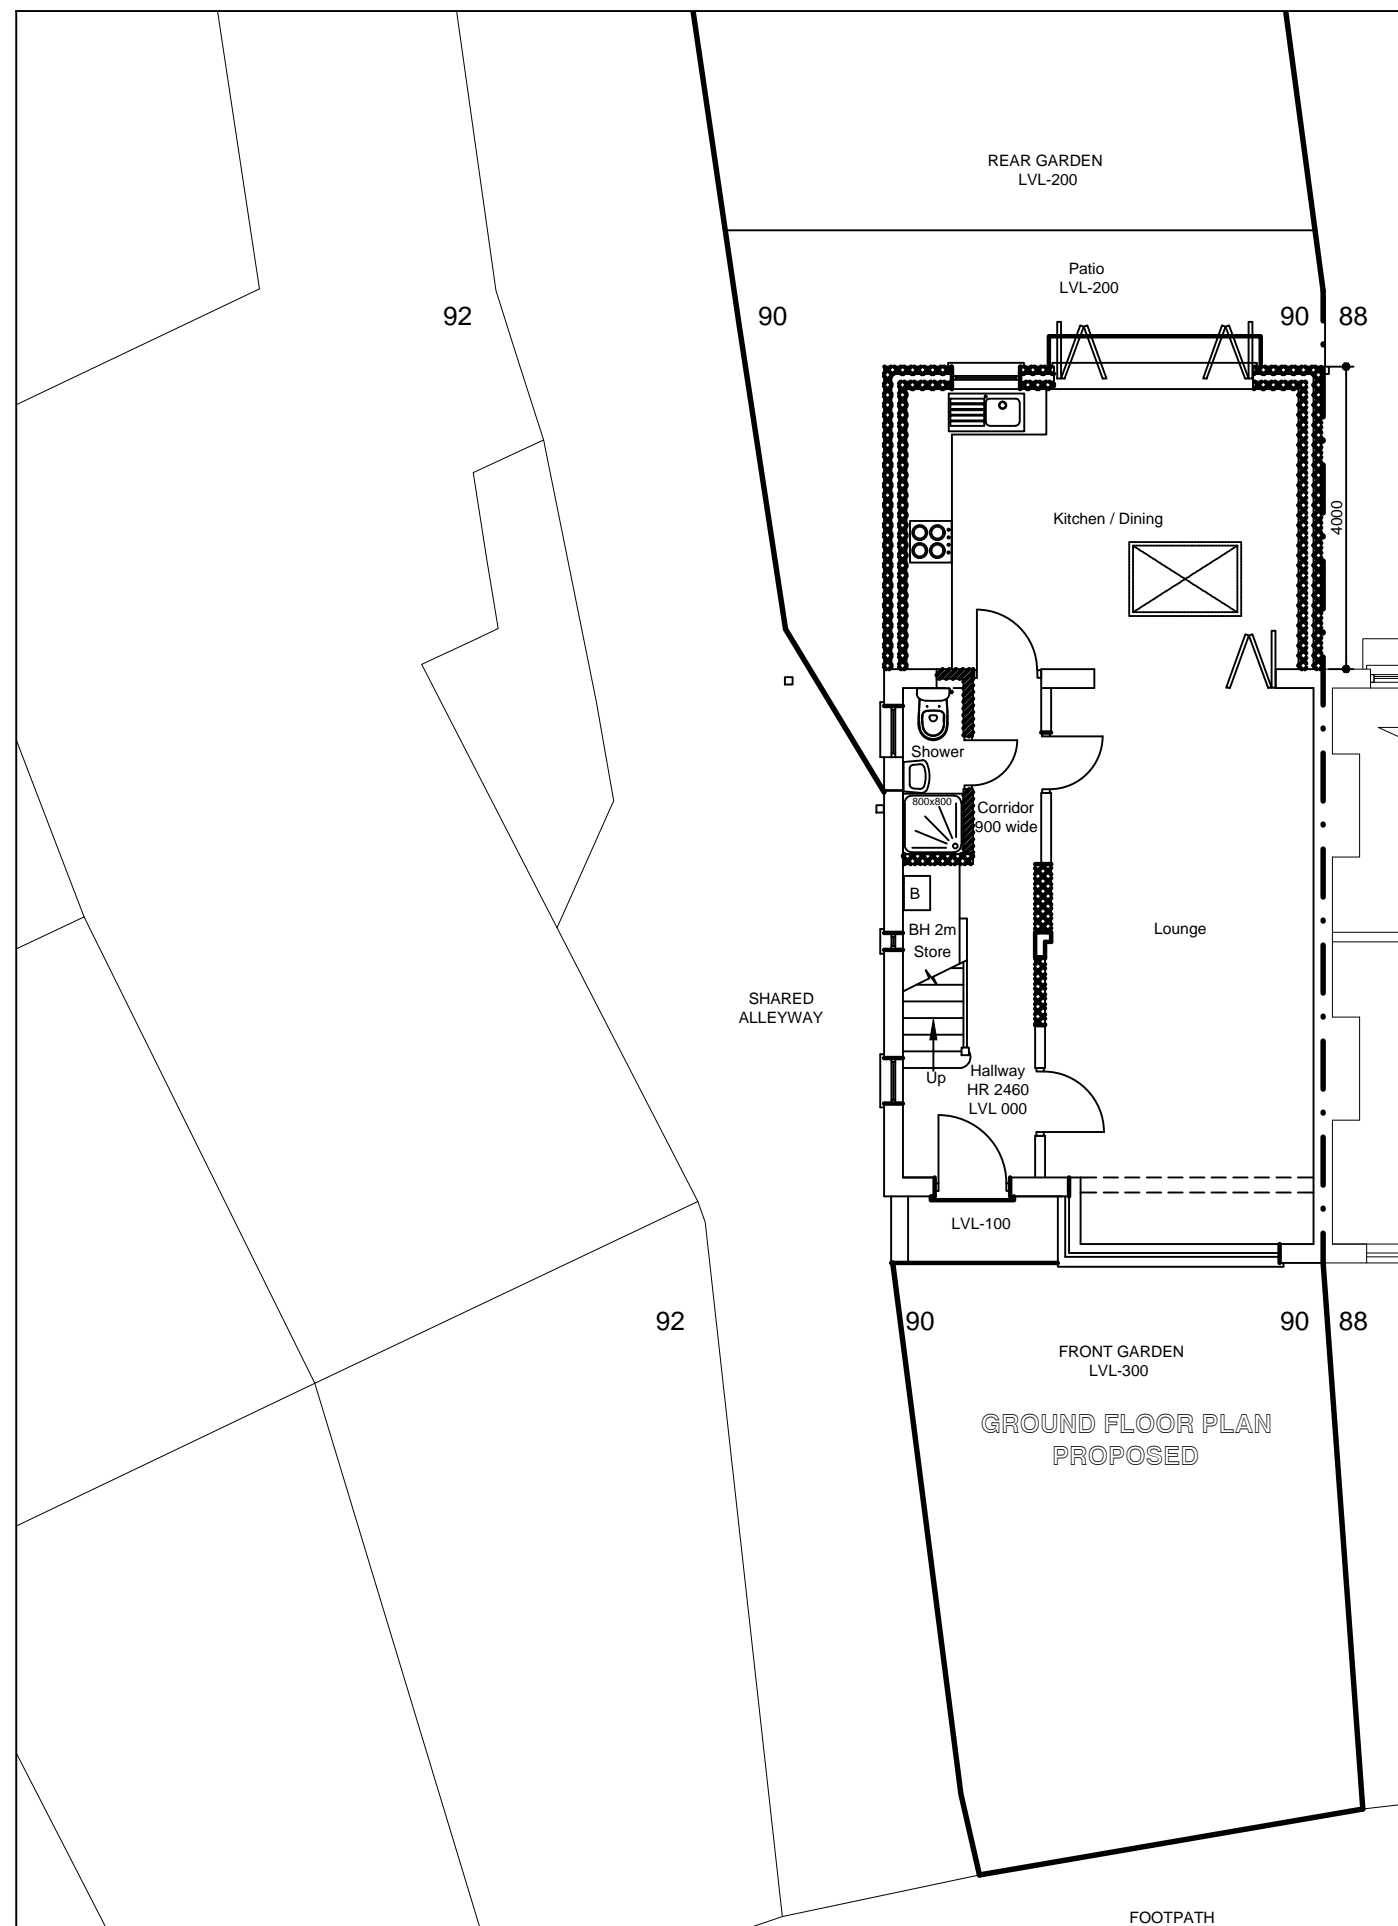 REAR GARDEN
LVL-200
Patio
LVL-200
92
90
90
88
4000
Kitchen / Dining
Shower
800x800
Corridor
900 wide
B
BH 2m
Store
Lounge
SHARED
ALLEYWAY
Up
Hallway
HR 2460
LVL 000
LVL-100
92
90
90
88
FRONT GARDEN
LVL-300
GROUND FLOOR PLAN
PROPOSED
FOOTPATH